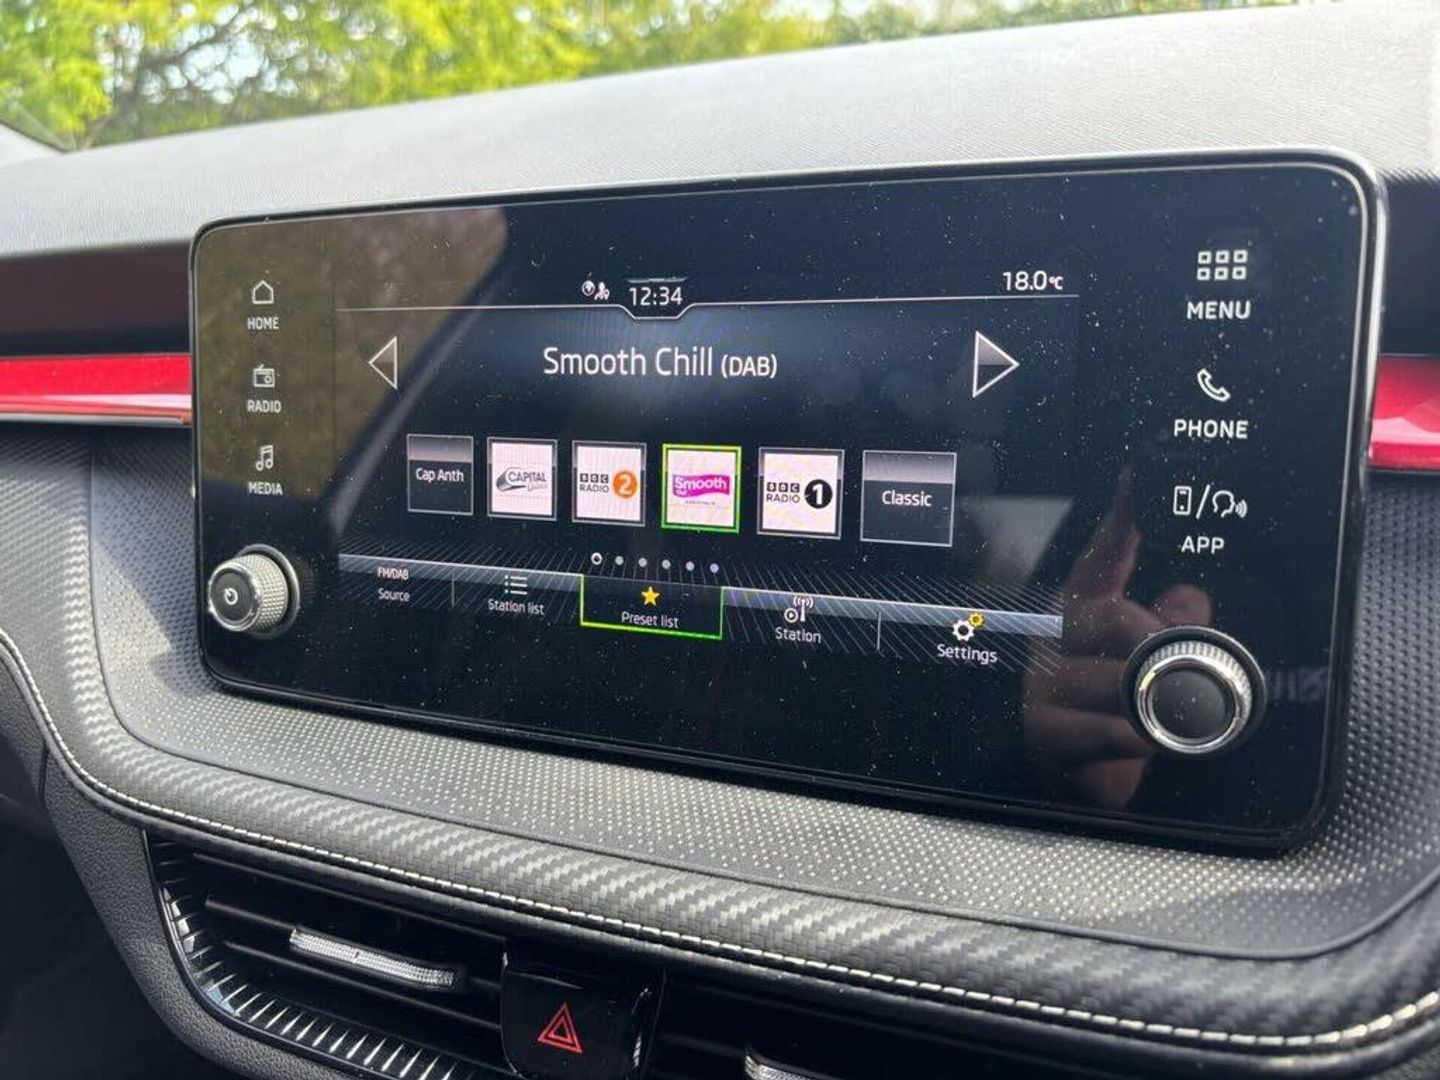 12:34
18.0°C
HOME
MENU
Smooth Chill (DAB)
RADIO
PHONE
MEDIA
Cap Anth
CAPITAL
BBC
RADIO 2
Smooth
BBC
RADIO 1
Classic
APP
FM/DAB
Source
Station list
Preset list
Station
Settings